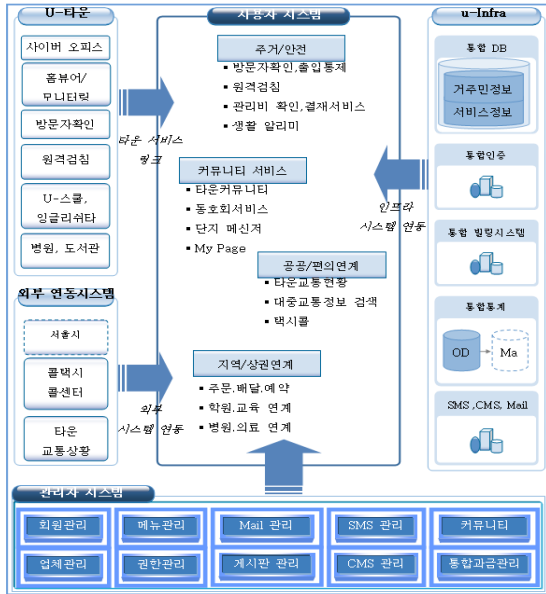 U-타운
사이버 오피스
홈뷰어/
모니터링
방문자확인
원격검침
U-스쿨,
잉글리쉬타
병원, 도서관
외부 연동시스템
서울시
콜택시
콜센터
타운
교통상황
타운 서비스
링크
외부
시스템 연동
사용자 시스템
주거/안전
▪ 방문자확인,출입통제
▪ 원격검침
▪ 관리비 확인,결재서비스
▪ 생활 알리미
커뮤니티 서비스
▪ 타운커뮤니티
▪ 동호회서비스
▪ 단지 메신져
▪ My Page
공공/편의연계
▪ 타운교통현황
▪ 대중교통정보 검색
▪ 택시콜
지역/상권연계
▪ 주문.배달.예약
▪ 학원.교육 연계
▪ 병원.의료 연계
인프라
시스템 연동
u-Infra
통합 DB
거주민정보
서비스정보
통합인증
통합 빌링시스템
통합통계
OD
Ma
SMS ,CMS, Mail
관리자 시스템
회원관리
메뉴관리
Mail 관리
SMS 관리
커뮤니티
업체관리
권한관리
게시판 관리
CMS 관리
통합과금관리